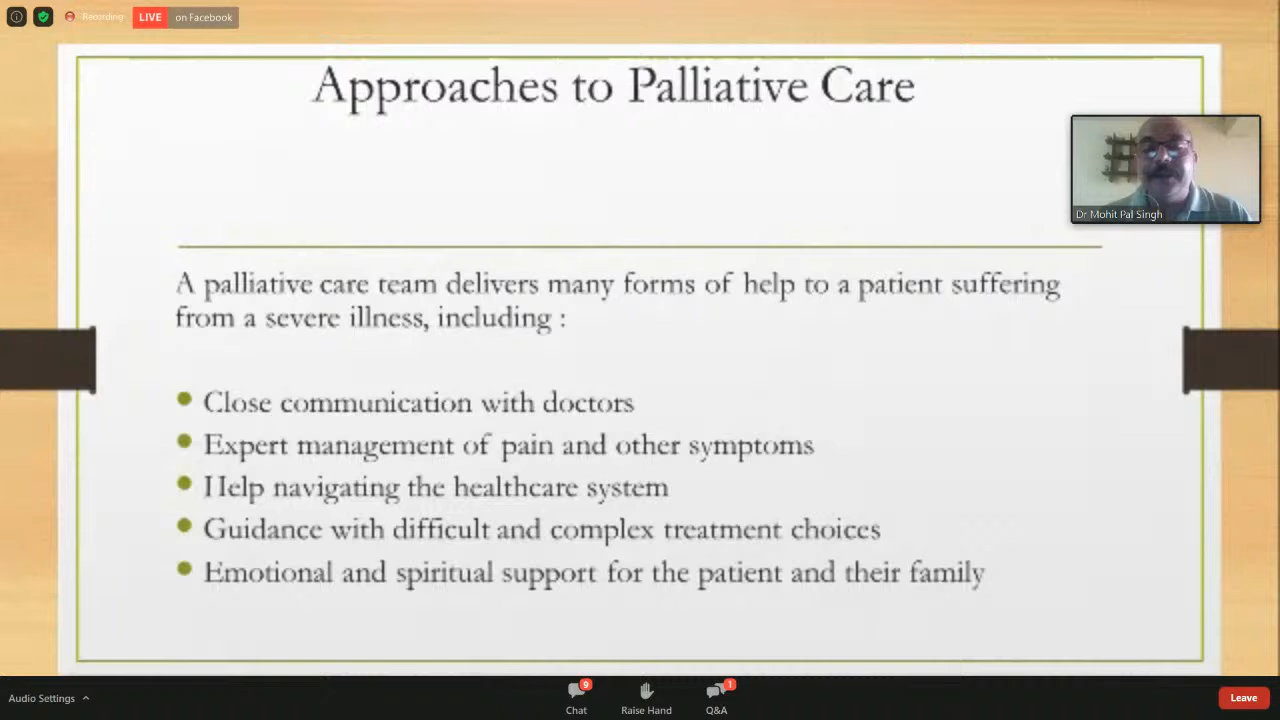 Recording
LIVE on Facebook
Approaches to Palliative Care
Dr Mohit Pal Singh
A palliative care team delivers many forms of help to a patient suffering
from a severe illness, including :
Close communication with doctors
Expert management of pain and other symptoms
Help navigating the healthcare system
Guidance with difficult and complex treatment choices
Emotional and spiritual support for the patient and their family
Audio Settings
9
Chat
Raise Hand
1
Q&A
Leave